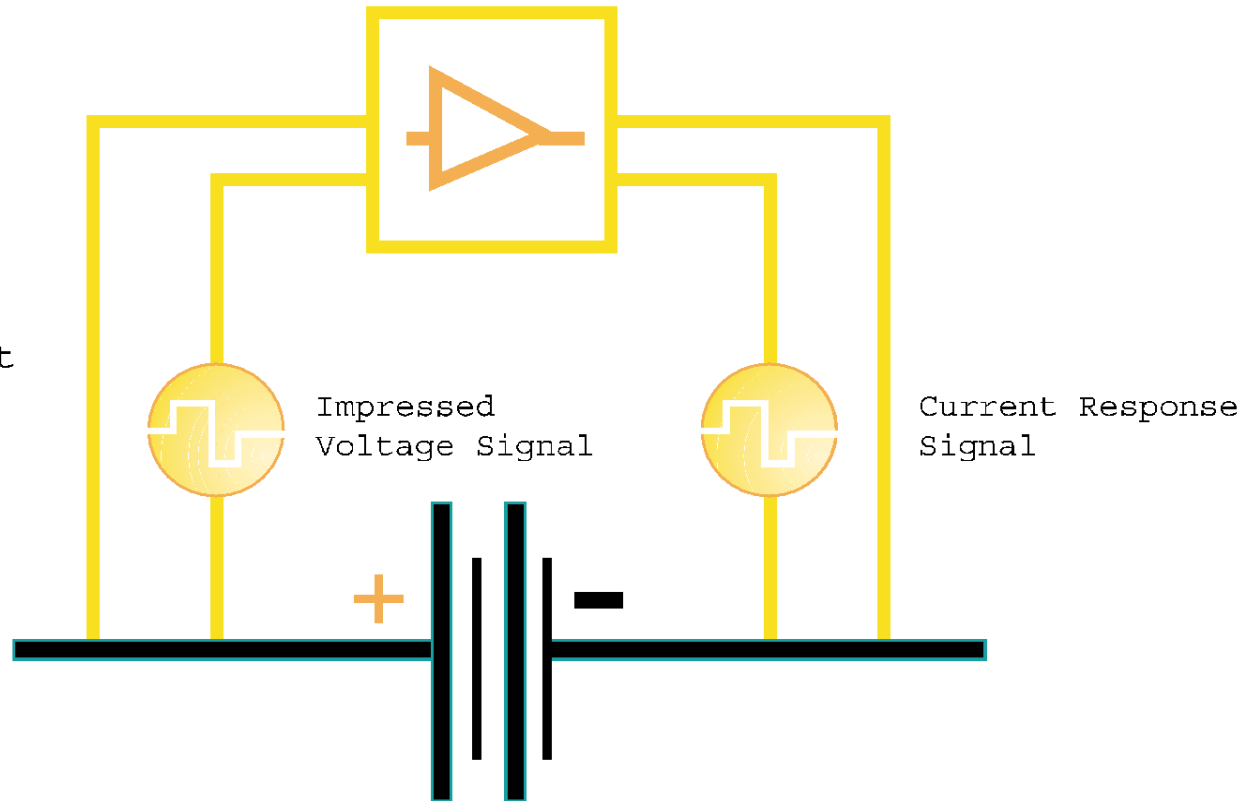 t
Impressed
Voltage Signal
Current Response
Signal
+
-